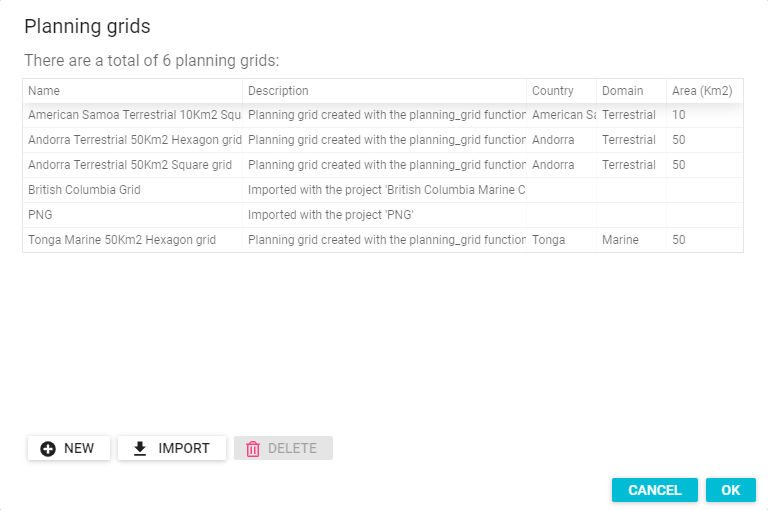 Planning grids
There are a total of 6 planning grids:
Name Description Country Domain Area (Km2)
American Samoa Terrestrial 10Km2 Squ Planning grid created with the planning_grid function American Sa Terrestrial 10
Andorra Terrestrial 50Km2 Hexagon grid Planning grid created with the planning_grid function Andorra Terrestrial 50
Andorra Terrestrial 50Km2 Square grid Planning grid created with the planning_grid function Andorra Terrestrial 50
British Columbia Grid Imported with the project 'British Columbia Marine C
PNG Imported with the project 'PNG'
Tonga Marine 50Km2 Hexagon grid Planning grid created with the planning_grid function Tonga Marine 50
NEW IMPORT DELETE
CANCEL OK